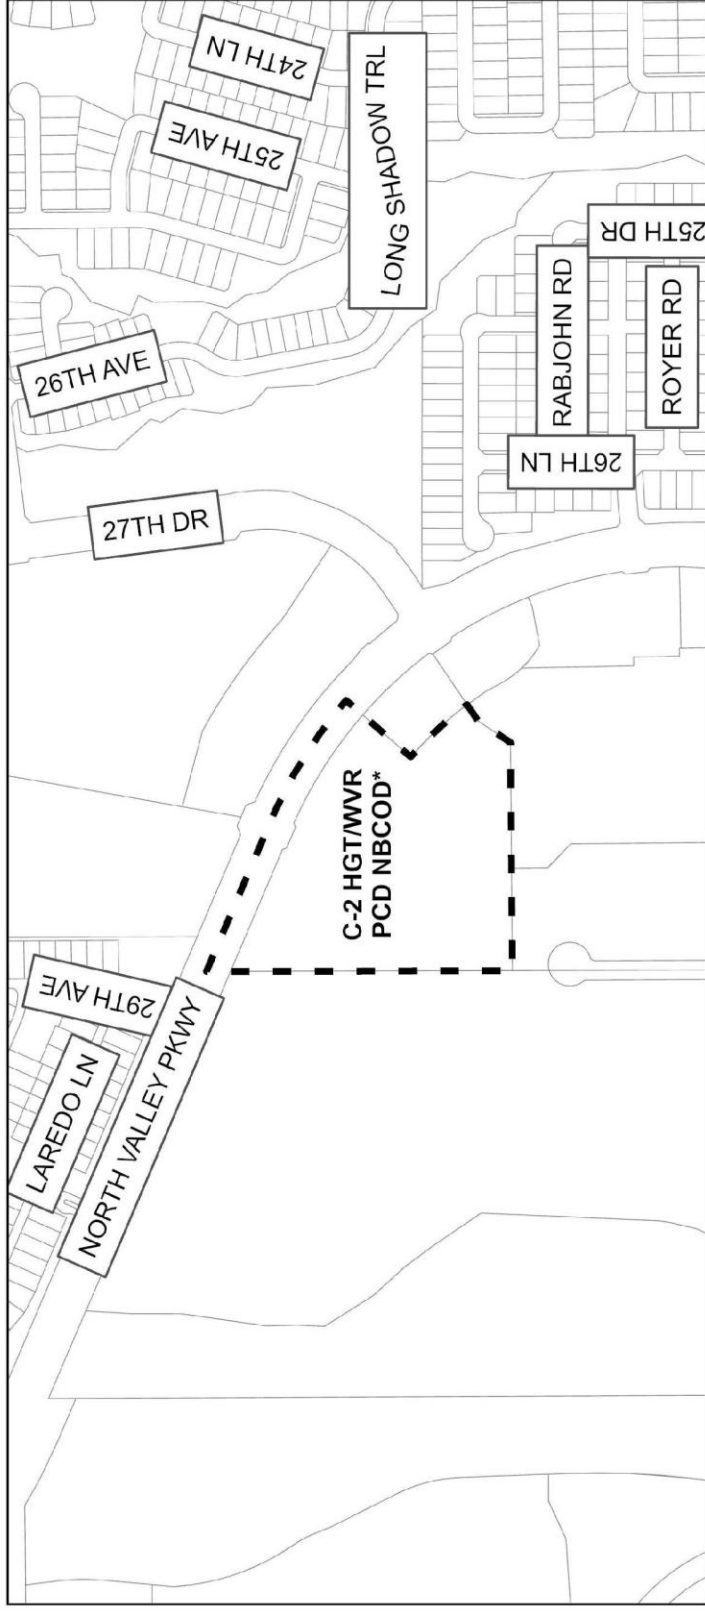 24TH LN
25TH AVE
LONG SHADOW TRL
26TH AVE
25TH DR
RABJOHN RD
ROYER RD
26TH LN
27TH DR
C-2 HGT/WVR
PCD NBCOD*
29TH AVE
NORTH VALLEY PKWY
LAREDO LN